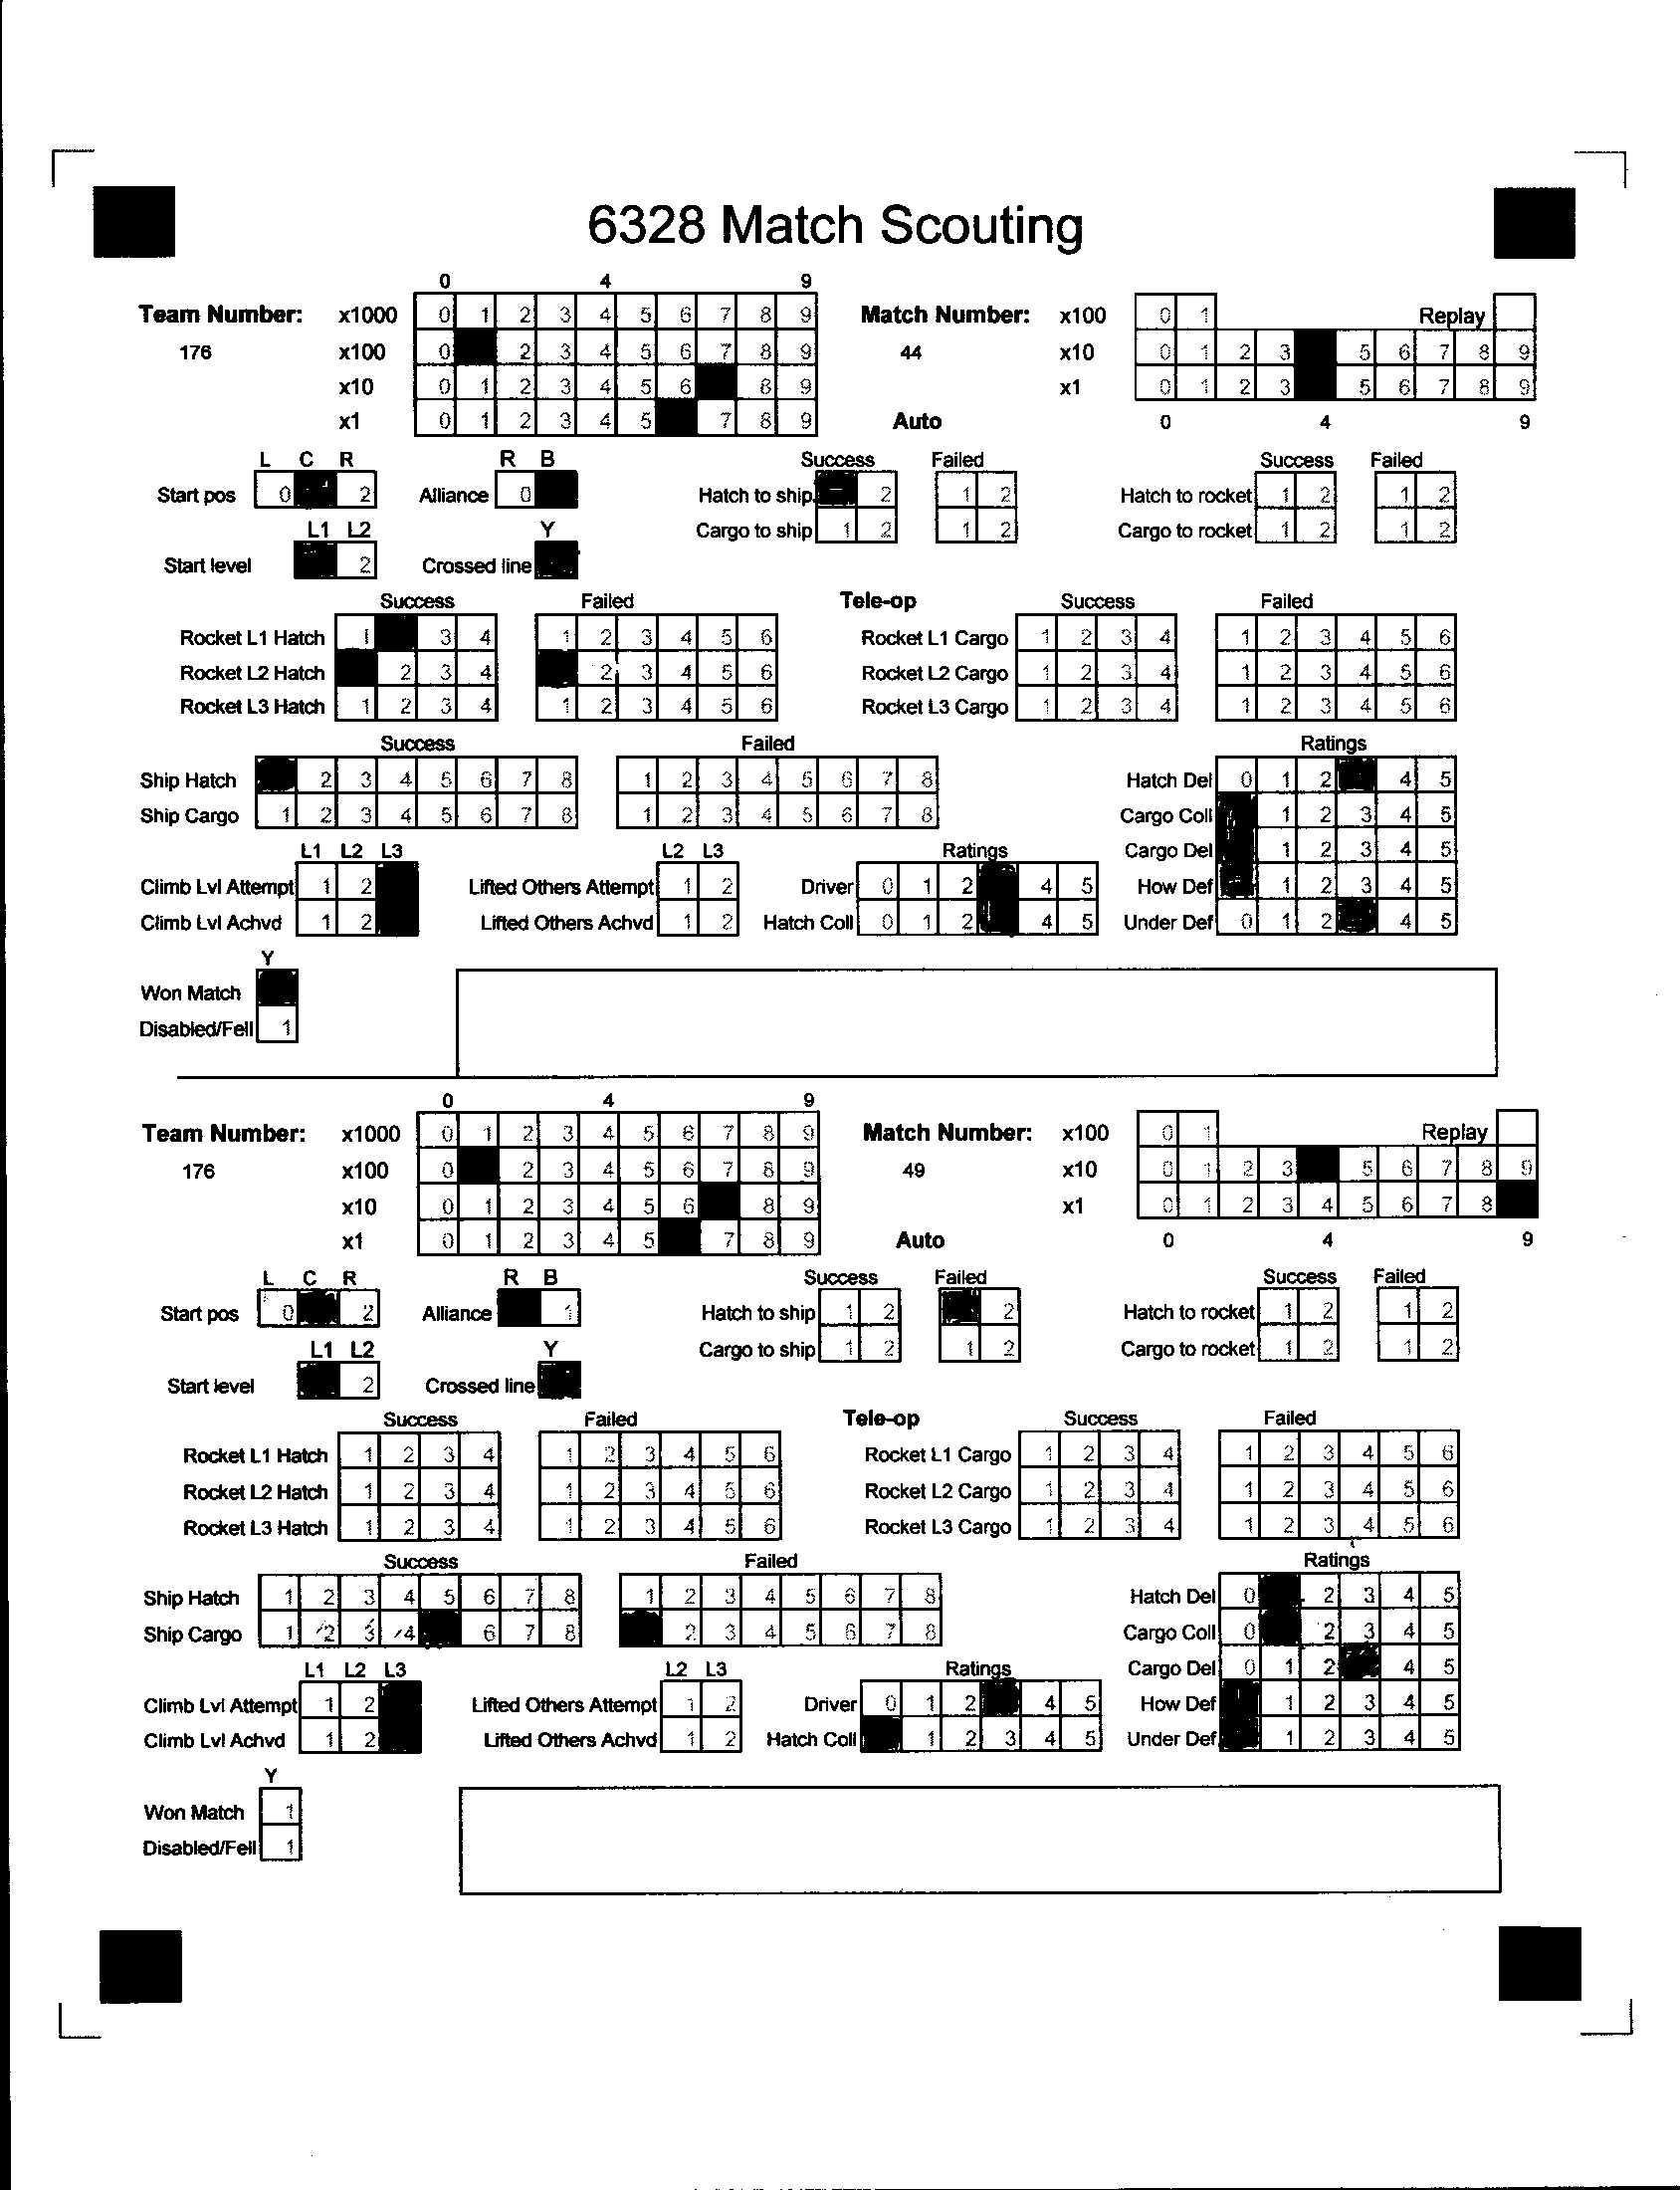 6328 Match Scouting
0 4 9
Team Number: x1000 0 1 2 3 4 5 6 7 8 9 Match Number: x100 0 1 Replay
176 x100 0 2 3 4 5 6 7 8 9 44 x10 0 1 2 3 5 6 7 8 9
x10 0 1 2 3 4 5 6 8 9 x1 0 1 2 3 5 6 7 8 9
x1 0 1 2 3 4 5 7 8 9 Auto 0 4 9
L C R R B Success Failed Success Failed
Start pos 0 2 Alliance 0 Hatch to ship 2 1 2 Hatch to rocket 1 2 1 2
L1 L2 Y Cargo to ship 1 2 1 2 Cargo to rocket 1 2 1 2
Start level 2 Crossed line
Success Failed Tele-op Success Failed
Rocket L1 Hatch 1 3 4 1 2 3 4 5 6 Rocket L1 Cargo 1 2 3 4 1 2 3 4 5 6
Rocket L2 Hatch 2 3 4 2 3 4 5 6 Rocket L2 Cargo 1 2 3 4 1 2 3 4 5 6
Rocket L3 Hatch 1 2 3 4 1 2 3 4 5 6 Rocket L3 Cargo 1 2 3 4 1 2 3 4 5 6
Success Failed Ratings
Ship Hatch 2 3 4 5 6 7 8 1 2 3 4 5 6 7 8 Hatch Del 0 1 2 4 5
Ship Cargo 1 2 3 4 5 6 7 8 1 2 3 4 5 6 7 8 Cargo Coll 1 2 3 4 5
L1 L2 L3 L2 L3 Ratings Cargo Del 1 2 3 4 5
Climb Lvl Attempt 1 2 Lifted Others Attempt 1 2 Driver 0 1 2 4 5 How Def 1 2 3 4 5
Climb Lvl Achvd 1 2 Lifted Others Achvd 1 2 Hatch Coll 0 1 2 4 5 Under Def 0 1 2 4 5
Y
Won Match
Disabled/Fell 1
0 4 9
Team Number: x1000 0 1 2 3 4 5 6 7 8 9 Match Number: x100 0 1 Replay
176 x100 0 2 3 4 5 6 7 8 9 49 x10 0 1 2 3 5 6 7 8 9
x10 0 1 2 3 4 5 6 8 9 x1 0 1 2 3 4 5 6 7 8
x1 0 1 2 3 4 5 7 8 9 Auto 0 4 9
L C R R B Success Failed Success Failed
Start pos 0 2 Alliance 1 Hatch to ship 1 2 2 Hatch to rocket 1 2 1 2
L1 L2 Y Cargo to ship 1 2 1 2 Cargo to rocket 1 2 1 2
Start level 2 Crossed line
Success Failed Tele-op Success Failed
Rocket L1 Hatch 1 2 3 4 1 2 3 4 5 6 Rocket L1 Cargo 1 2 3 4 1 2 3 4 5 6
Rocket L2 Hatch 1 2 3 4 1 2 3 4 5 6 Rocket L2 Cargo 1 2 3 4 1 2 3 4 5 6
Rocket L3 Hatch 1 2 3 4 1 2 3 4 5 6 Rocket L3 Cargo 1 2 3 4 1 2 3 4 5 6
Success Failed Ratings
Ship Hatch 1 2 3 4 5 6 7 8 1 2 3 4 5 6 7 8 Hatch Del 0 2 3 4 5
Ship Cargo 1 2 3 4 6 7 8 2 3 4 5 6 7 8 Cargo Coll 0 2 3 4 5
L1 L2 L3 L2 L3 Ratings Cargo Del 0 1 2 4 5
Climb Lvl Attempt 1 2 Lifted Others Attempt 1 2 Driver 0 1 2 4 5 How Def 1 2 3 4 5
Climb Lvl Achvd 1 2 Lifted Others Achvd 1 2 Hatch Coll 1 2 3 4 5 Under Def 1 2 3 4 5
Y
Won Match 1
Disabled/Fell 1